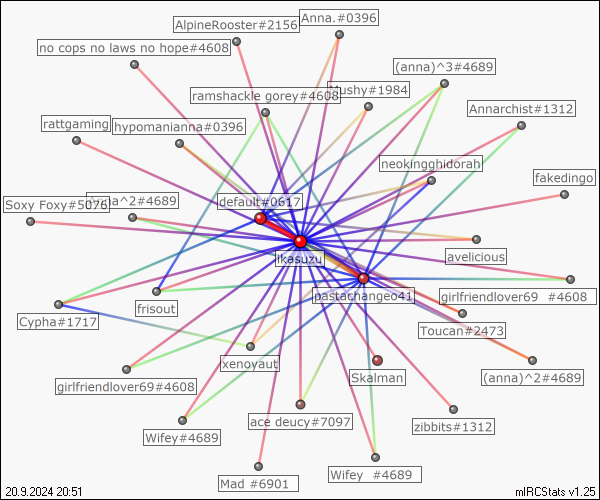 AlpineRooster#2156
Anna.#0396
no cops no laws no hope#4608
(anna)^3#4689
ramshackle gorey#4608
Mushy#1984
Annarchist#1312
rattgaming
hypomanianna#0396
neokingghidorah
fakedingo
Soxy Foxy#5076
(anna^2#4689
default#0617
avelicious
ikasuzu
pastachangeo41
girlfriendlover69 #4608
frisout
Cypha#1717
Toucan#2473
xenoyaut
Skalman
(anna)^2#4689
girlfriendlover69#4608
ace deucy#7097
zibbits#1312
Wifey#4689
Mad #6901
Wifey #4689
20.9.2024 20:51
mIRCStats v1.25